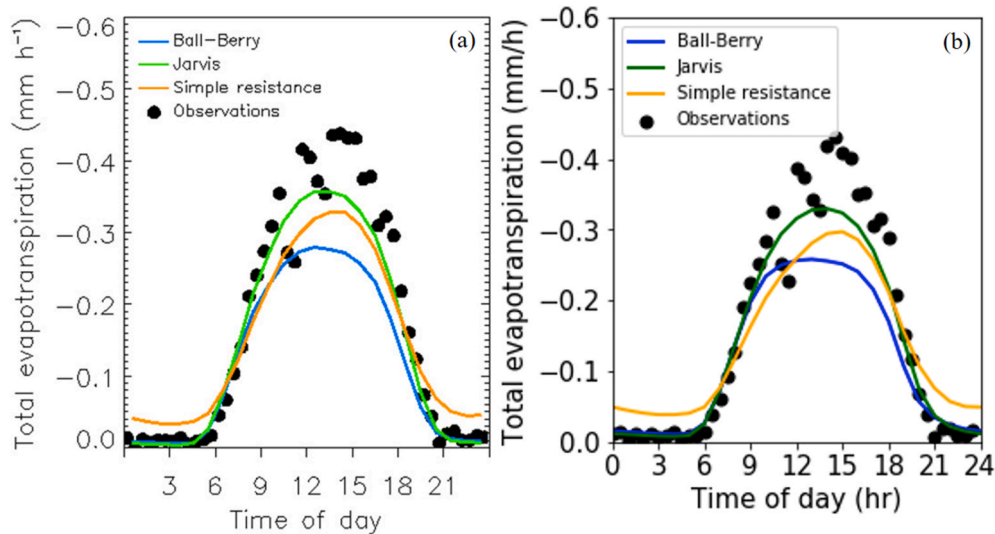 (a)
Ball-Berry
Jarvis
Simple resistance
Observations
Total evapotranspiration (mm h⁻¹)
−0.6
−0.5
−0.4
−0.3
−0.2
−0.1
0.0
3 6 9 12 15 18 21
Time of day
(b)
Ball-Berry
Jarvis
Simple resistance
Observations
Total evapotranspiration (mm/h)
−0.6
−0.5
−0.4
−0.3
−0.2
−0.1
0.0
0 3 6 9 12 15 18 21 24
Time of day (hr)